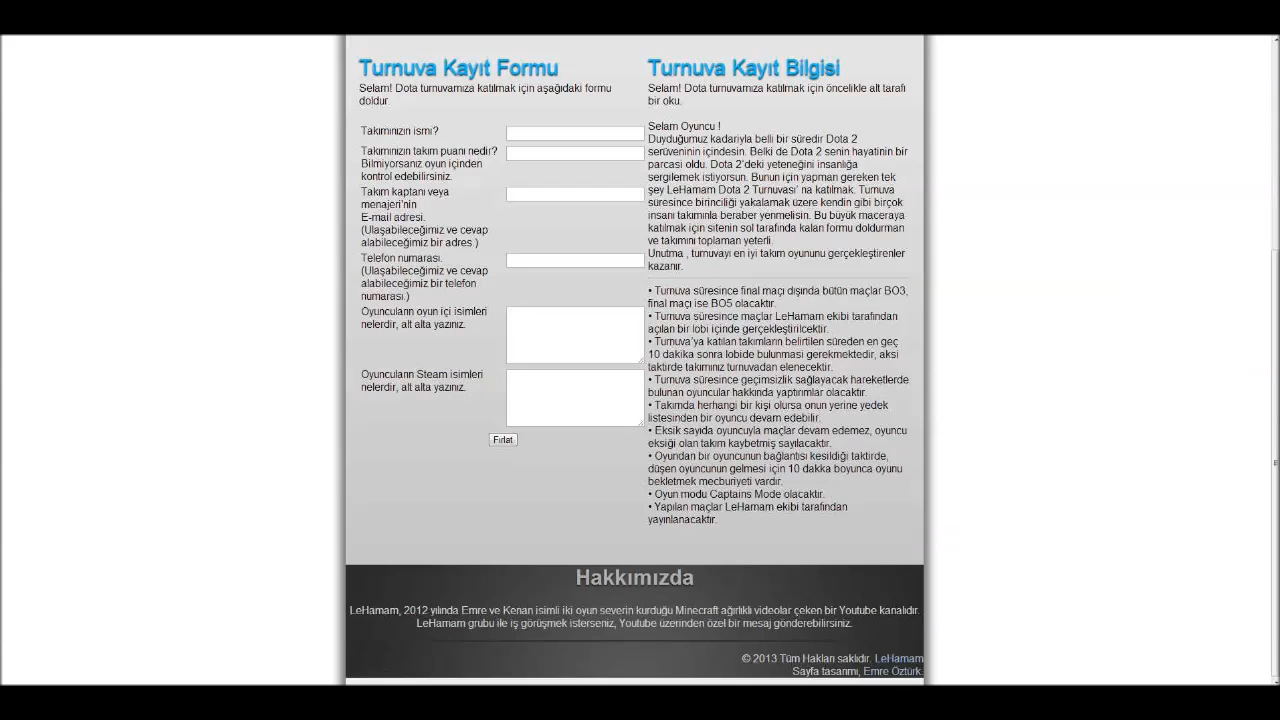 Turnuva Kayıt Formu
Selam! Dota turnuvamıza katılmak için aşağıdaki formu
doldur.
Takımınızın ismi?
Takımınızın takım puanı nedir?
Bilmiyorsanız oyun içinden
kontrol edebilirsiniz.
Takım kaptanı veya
menajeri'nin
E-mail adresi.
(Ulaşabileceğimiz ve cevap
alabileceğimiz bir adres.)
Telefon numarası.
(Ulaşabileceğimiz ve cevap
alabileceğimiz bir telefon
numarası.)
Oyuncuların oyun içi isimleri
nelerdir, alt alta yazınız.
Oyuncuların Steam isimleri
nelerdir, alt alta yazınız.
Fırlat
Turnuva Kayıt Bilgisi
Selam! Dota turnuvamıza katılmak için öncelikle alt tarafı
bir oku.
Selam Oyuncu !
Duyduğumuz kadarıyla belli bir süredir Dota 2
serüveninin içindesin. Belki de Dota 2 senin hayatinin bir
parcasi oldu. Dota 2'deki yeteneğini insanlığa
sergilemek istiyorsun. Bunun için yapman gereken tek
şey LeHamam Dota 2 Turnuvası' na katılmak. Turnuva
süresince birinciliği yakalamak üzere kendin gibi birçok
insanı takımınla beraber yenmelisin. Bu büyük maceraya
katılmak için sitenin sol tarafında kalan formu doldurman
ve takımını toplaman yeterli.
Unutma , turnuvayı en iyi takım oyununu gerçekleştirenler
kazanır.
• Turnuva süresince final maçı dışında bütün maçlar BO3,
final maçı ise BO5 olacaktır.
• Turnuva süresince maçlar LeHamam ekibi tarafından
açılan bir lobi içinde gerçekleştirilcektir.
• Turnuva'ya katılan takımların belirtilen süreden en geç
10 dakika sonra lobide bulunması gerekmektedir, aksi
taktirde takımınız turnuvadan elenecektir.
• Turnuva süresince geçimsizlik sağlayacak hareketlerde
bulunan oyuncular hakkında yaptırımlar olacaktır.
• Takımda herhangi bir kişi olursa onun yerine yedek
listesinden bir oyuncu devam edebilir.
• Eksik sayıda oyuncuyla maçlar devam edemez, oyuncu
eksiği olan takım kaybetmiş sayılacaktır.
• Oyundan bir oyuncunun bağlantısı kesildiği taktirde,
düşen oyuncunun gelmesi için 10 dakka boyunca oyunu
bekletmek mecburiyeti vardır.
• Oyun modu Captains Mode olacaktır.
• Yapılan maçlar LeHamam ekibi tarafından
yayınlanacaktır.
Hakkımızda
LeHamam, 2012 yılında Emre ve Kenan isimli iki oyun severin kurduğu Minecraft ağırlıklı videolar çeken bir Youtube kanalıdır.
LeHamam grubu ile iş görüşmek isterseniz, Youtube üzerinden özel bir mesaj gönderebilirsiniz.
© 2013 Tüm Hakları saklıdır. LeHamam
Sayfa tasarımı, Emre Öztürk.